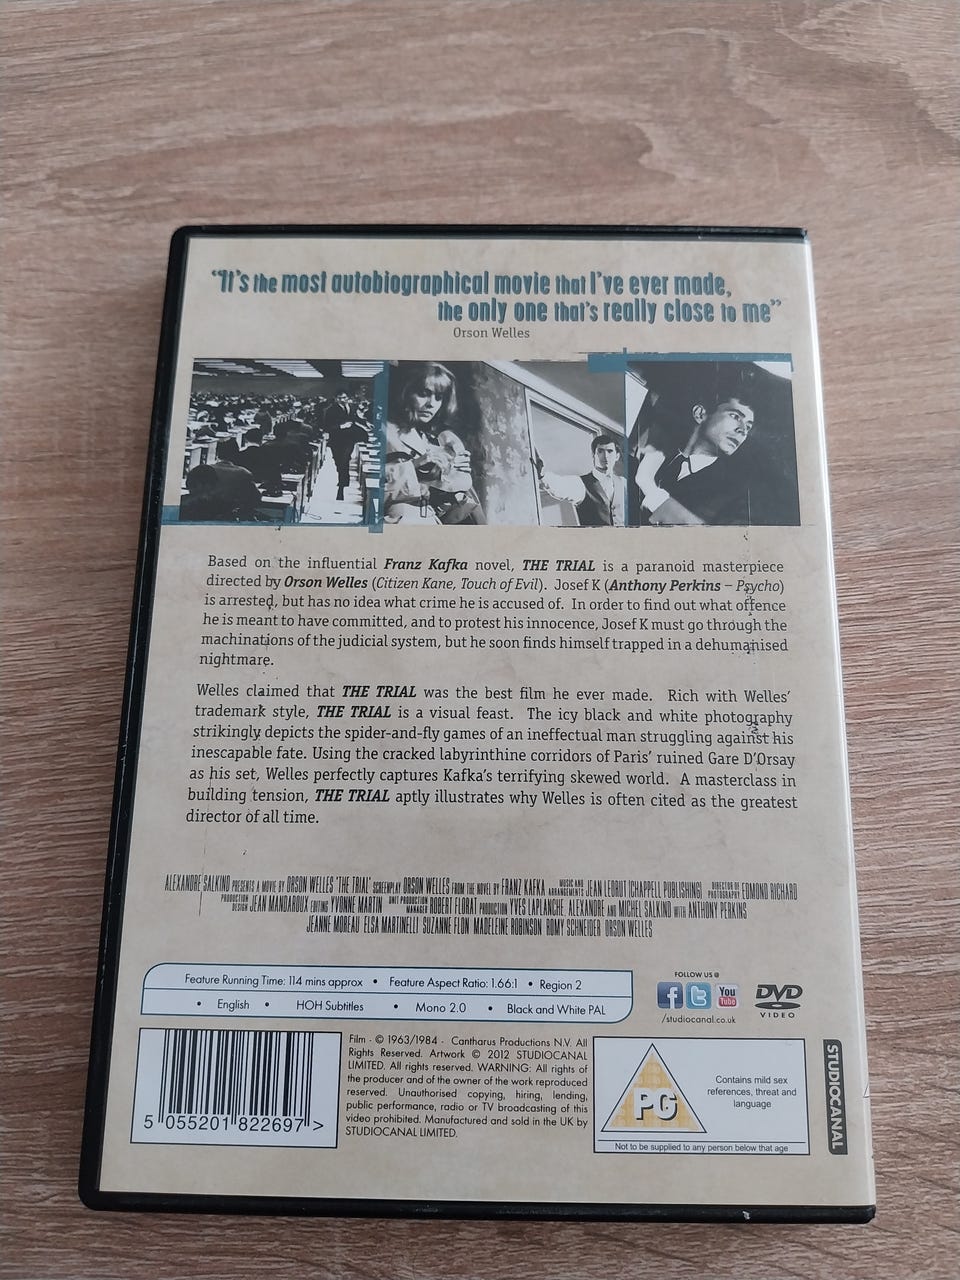 “It's the most autobiographical movie that I've ever made,
the only one that's really close to me”
Orson Welles
Based on the influential Franz Kafka novel, THE TRIAL is a paranoid masterpiece
directed by Orson Welles (Citizen Kane, Touch of Evil). Josef K (Anthony Perkins – Psycho)
is arrested, but has no idea what crime he is accused of. In order to find out what offence
he is meant to have committed, and to protest his innocence, Josef K must go through the
machinations of the judicial system, but he soon finds himself trapped in a dehumanised
nightmare.
Welles claimed that THE TRIAL was the best film he ever made. Rich with Welles'
trademark style, THE TRIAL is a visual feast. The icy black and white photography
strikingly depicts the spider-and-fly games of an ineffectual man struggling against his
inescapable fate. Using the cracked labyrinthine corridors of Paris' ruined Gare D'Orsay
as his set, Welles perfectly captures Kafka's terrifying skewed world. A masterclass in
building tension, THE TRIAL aptly illustrates why Welles is often cited as the greatest
director of all time.
ALEXANDRE SALKIND PRESENTS A MOVIE BY ORSON WELLES "THE TRIAL" SCREENPLAY ORSON WELLES FROM THE NOVEL BY FRANZ KAFKA MUSIC AND ARRANGEMENTS BY JEAN LEDRUT (CHAPPELL PUBLISHING) DIRECTOR OF PHOTOGRAPHY EDMOND RICHARD
PRODUCTION DESIGN JEAN MANDAROUX EDITING YVONNE MARTIN UNIT PRODUCTION MANAGER ROBERT FLORAT PRODUCTION YVES LAPLANCHE, ALEXANDRE AND MICHEL SALKIND WITH ANTHONY PERKINS
JEANNE MOREAU ELSA MARTINELLI SUZANNE FLON MADELEINE ROBINSON ROMY SCHNEIDER ORSON WELLES
Feature Running Time: 114 mins approx • Feature Aspect Ratio: 1.66:1 • Region 2
• English • HOH Subtitles • Mono 2.0 • Black and White PAL
FOLLOW US @
f t You Tube
/studiocanal.co.uk
DVD
VIDEO
5 055201 822697 >
Film - © 1963/1984 - Cantharus Productions N.V. All
Rights Reserved. Artwork © 2012 STUDIOCANAL
LIMITED. All rights reserved. WARNING: All rights of
the producer and of the owner of the work reproduced
reserved. Unauthorised copying, hiring, lending,
public performance, radio or TV broadcasting of this
video prohibited. Manufactured and sold in the UK by
STUDIOCANAL LIMITED.
PG
Contains mild sex
references, threat and
language
Not to be supplied to any person below that age
STUDIOCANAL